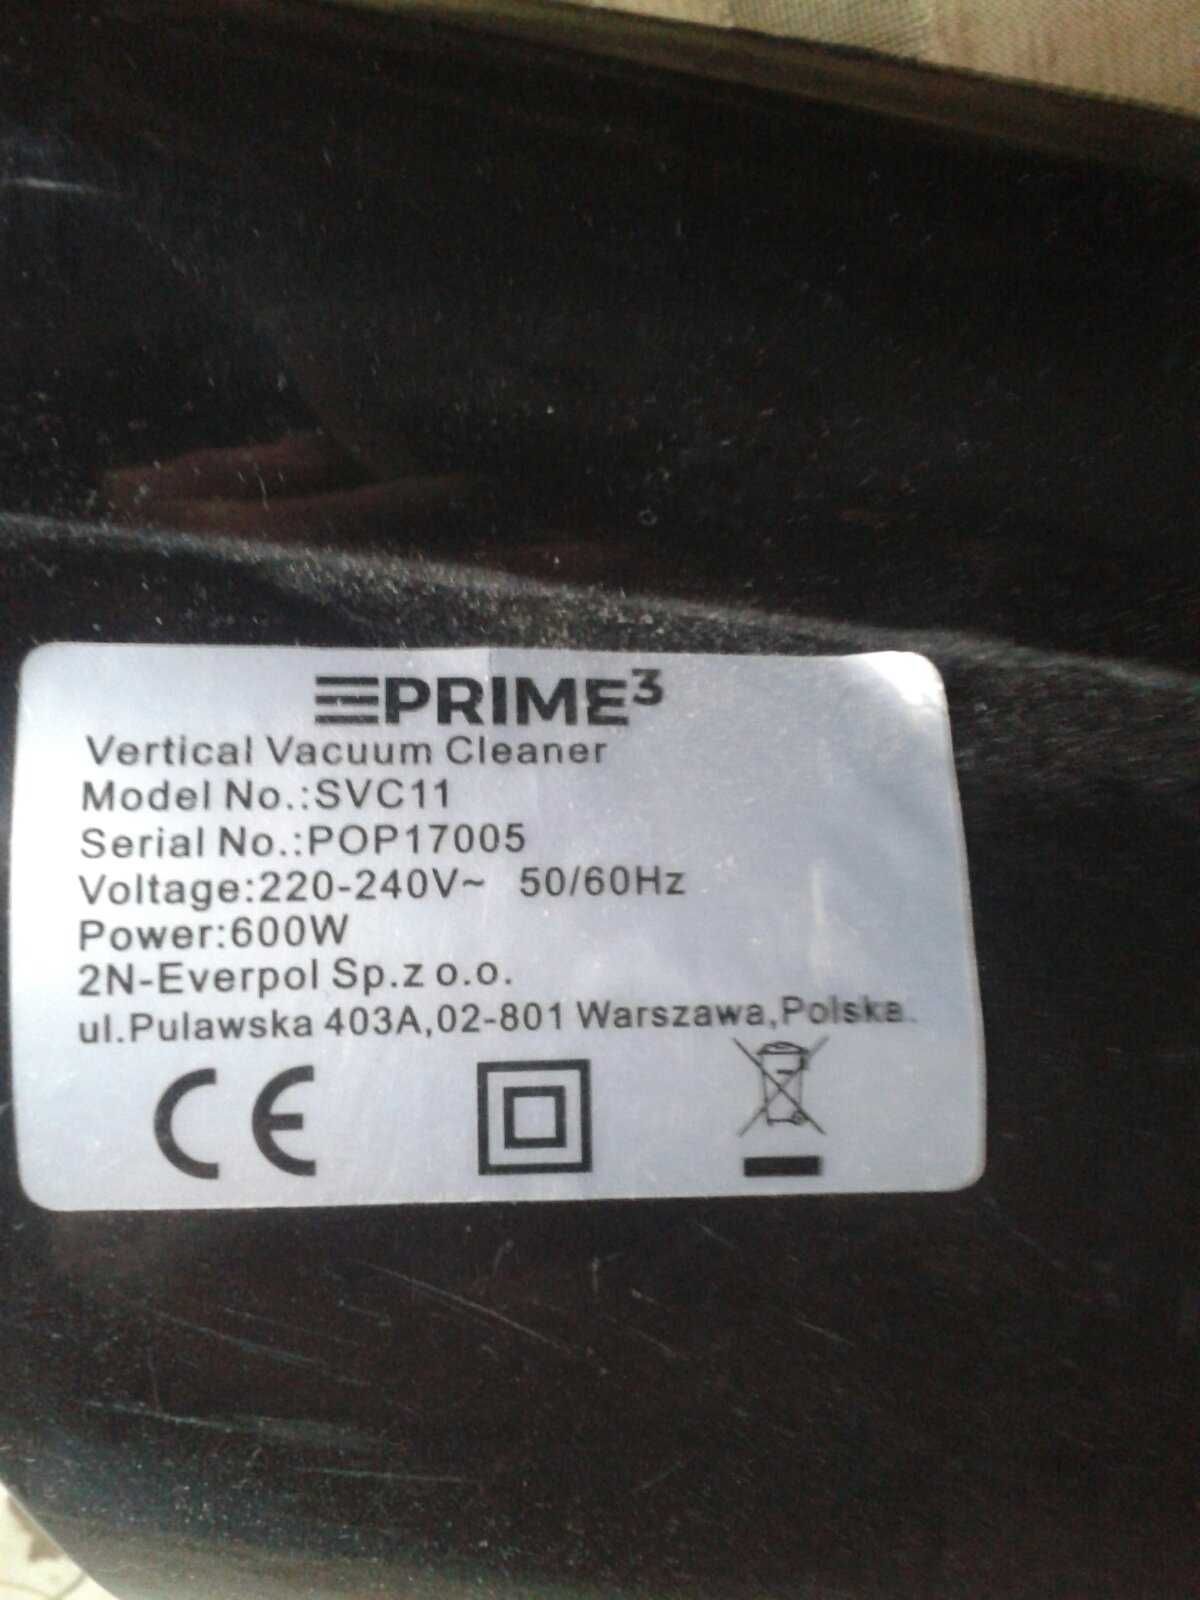 PRIME³
Vertical Vacuum Cleaner
Model No.:SVC11
Serial No.:POP17005
Voltage:220-240V~ 50/60Hz
Power:600W
2N-Everpol Sp.z o.o.
ul.Pulawska 403A,02-801 Warszawa,Polska.
CE